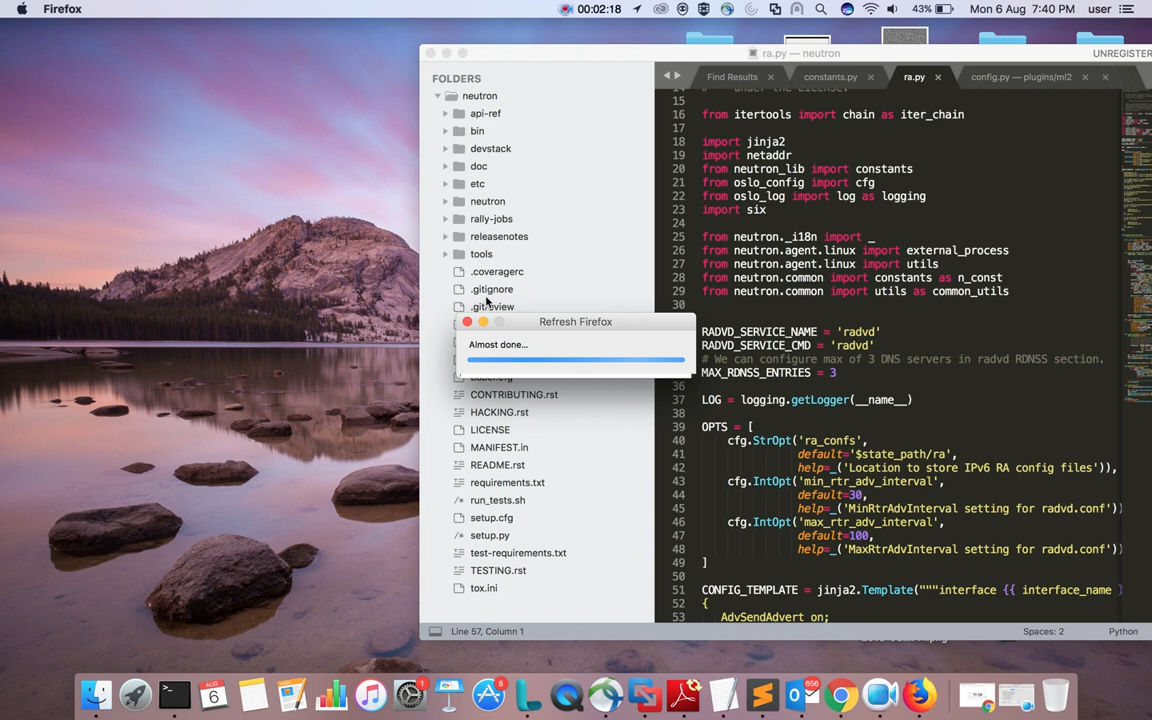 Firefox
00:02:18
43%
Mon 6 Aug 7:40 PM
user
ra.py — neutron
UNREGISTER
FOLDERS
neutron
api-ref
bin
devstack
doc
etc
neutron
rally-jobs
releasenotes
tools
.coveragerc
.gitignore
.gitreview
CONTRIBUTING.rst
HACKING.rst
LICENSE
MANIFEST.in
README.rst
requirements.txt
run_tests.sh
setup.cfg
setup.py
test-requirements.txt
TESTING.rst
tox.ini
Refresh Firefox
Almost done...
Find Results
constants.py
ra.py
config.py — plugins/ml2
15
16 from itertools import chain as iter_chain
17
18 import jinja2
19 import netaddr
20 from neutron_lib import constants
21 from oslo_config import cfg
22 from oslo_log import log as logging
23 import six
24
25 from neutron._i18n import _
26 from neutron.agent.linux import external_process
27 from neutron.agent.linux import utils
28 from neutron.common import constants as n_const
29 from neutron.common import utils as common_utils
30
RADVD_SERVICE_NAME = 'radvd'
RADVD_SERVICE_CMD = 'radvd'
# We can configure max of 3 DNS servers in radvd RDNSS section.
MAX_RDNSS_ENTRIES = 3
36
37 LOG = logging.getLogger(__name__)
38
39 OPTS = [
40 cfg.StrOpt('ra_confs',
41 default='$state_path/ra',
42 help=_('Location to store IPv6 RA config files')),
43 cfg.IntOpt('min_rtr_adv_interval',
44 default=30,
45 help=_('MinRtrAdvInterval setting for radvd.conf'))
46 cfg.IntOpt('max_rtr_adv_interval',
47 default=100,
48 help=_('MaxRtrAdvInterval setting for radvd.conf'))
49 ]
50
51 CONFIG_TEMPLATE = jinja2.Template("""interface {{ interface_name }
52 {
53 AdvSendAdvert on;
Line 57, Column 1
Spaces: 2
Python
6
1
8
656